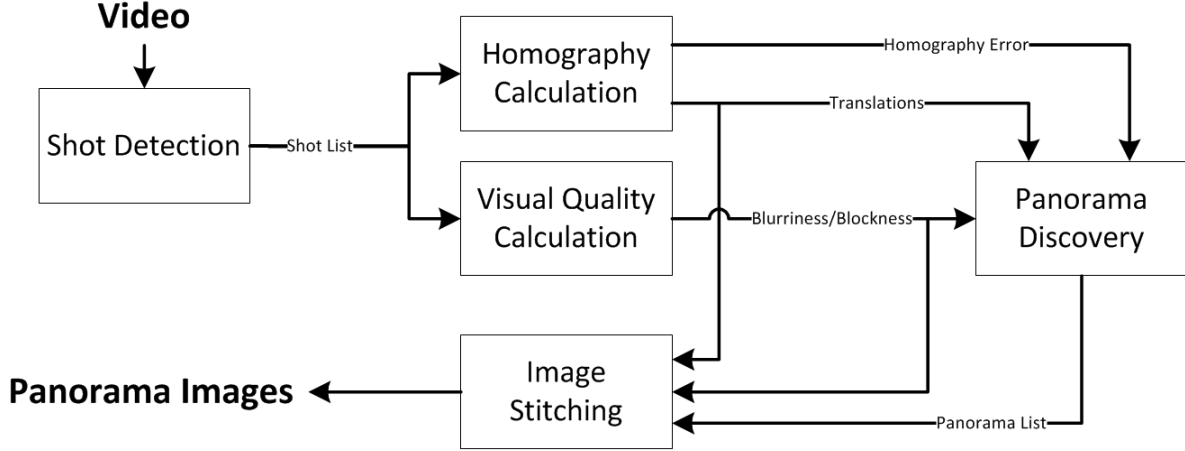 Video
Shot Detection
Shot List
Homography
Calculation
Homography Error
Translations
Visual Quality
Calculation
Blurriness/Blockness
Panorama
Discovery
Image
Stitching
Panorama List
Panorama Images